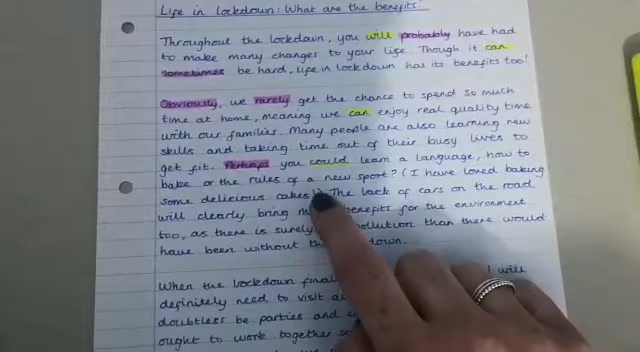 Life in lockdown: What are the benefits?
Throughout the lockdown, you will probably have had
to make many changes to your life. Though it can
sometimes be hard, life in lockdown has its benefits too!
Obviously, we rarely get the chance to spend so much
time at home, meaning we can enjoy real quality time
with our families. Many people are also learning new
skills and taking time out of their busy lives to
get fit. Perhaps you could learn a language, how to
bake or the rules of a new sport? (I have loved baking
some delicious cakes!) The lack of cars on the road
will clearly bring benefits for the environment
too, as there is surely pollution than there would
have been without the
When the lockdown will
definitely need to visit
doubtless be parties and
ought to work together